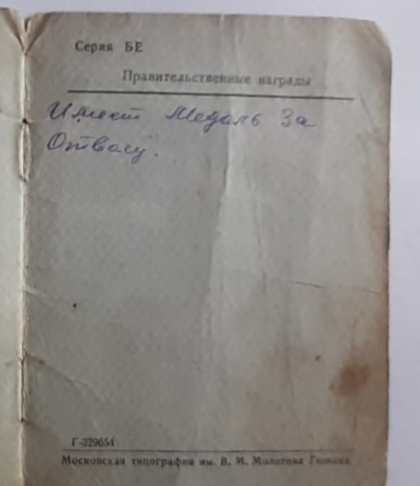 Серия БЕ
Правительственные награды
Имеет Медаль За
Отвагу.
Г-329654
Московская типография им. В. М. Молотова Гознака.